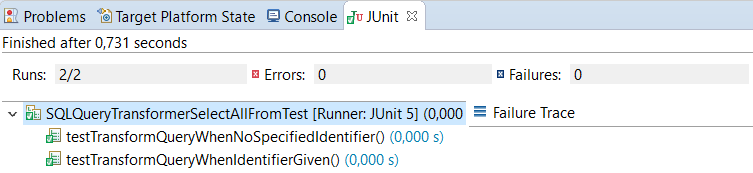 Problems Target Platform State Console JUnit
Finished after 0,731 seconds
Runs: 2/2 Errors: 0 Failures: 0
SQLQueryTransformerSelectAllFromTest [Runner: JUnit 5] (0,000 Failure Trace
testTransformQueryWhenNoSpecifiedIdentifier() (0,000 s)
testTransformQueryWhenIdentifierGiven() (0,000 s)